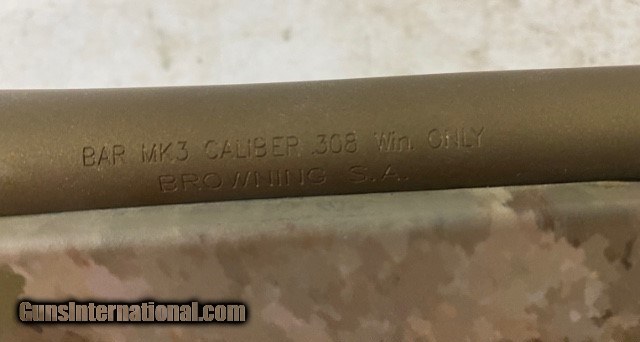 BAR MK3 CALIBER .308 Win. ONLY
BROWNING S.A.
GunsInternational.com